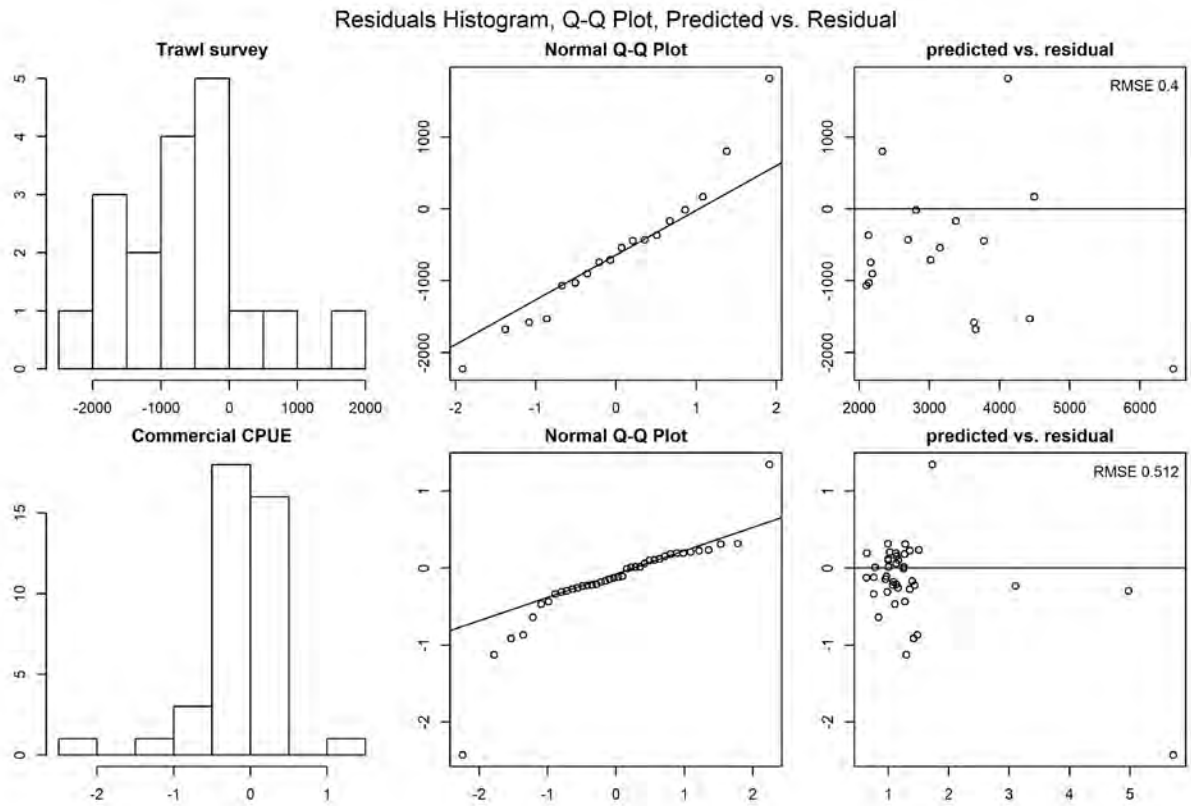 Residuals Histogram, Q-Q Plot, Predicted vs. Residual
Trawl survey
Normal Q-Q Plot
predicted vs. residual
5
4
3
2
1
0
-2000 -1000 0 1000 2000
1000
0
-1000
-2000
-2 -1 0 1 2
RMSE 0.4
1000
0
-1000
-2000
2000 3000 4000 5000 6000
Commercial CPUE
Normal Q-Q Plot
predicted vs. residual
15
10
5
0
-2 -1 0 1
1
0
-1
-2
-2 -1 0 1 2
RMSE 0.512
1
0
-1
-2
1 2 3 4 5